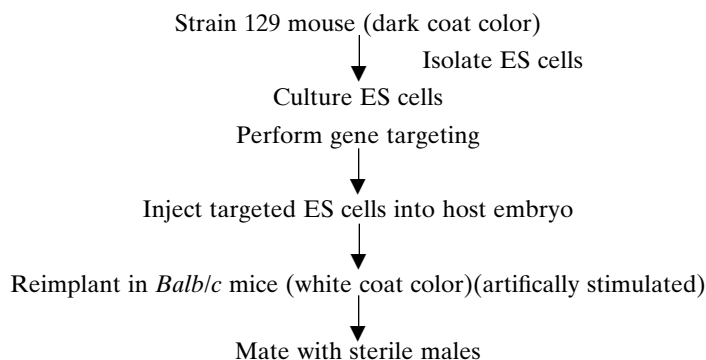 Strain 129 mouse (dark coat color)
Isolate ES cells
Culture ES cells
Perform gene targeting
Inject targeted ES cells into host embryo
Reimplant in Balb/c mice (white coat color)(artifically stimulated)
Mate with sterile males